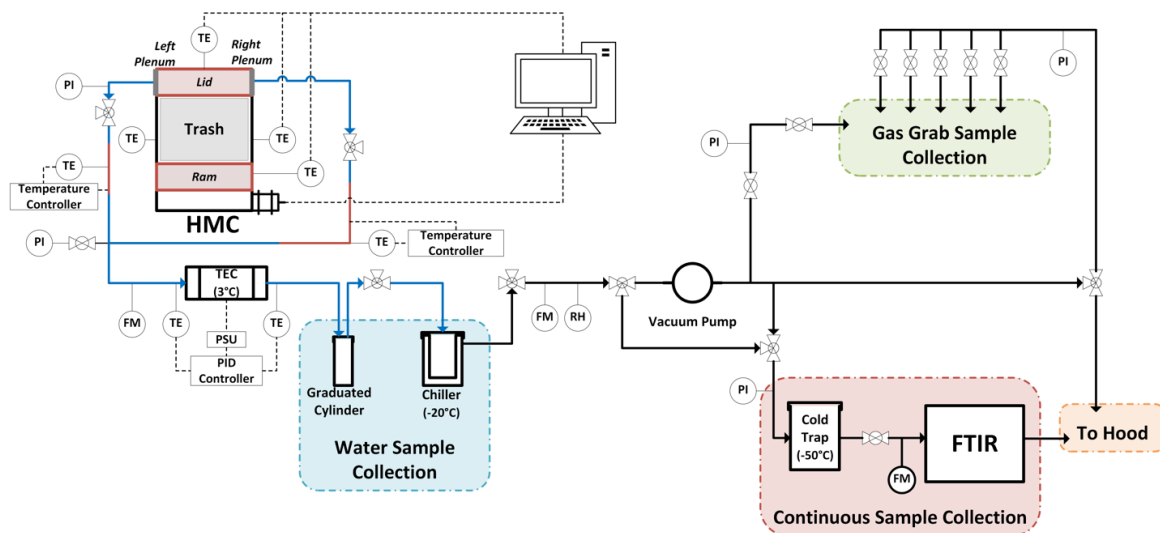 TE
Left
Plenum
Right
Plenum
PI
Lid
TE
Trash
TE
TE
Ram
TE
Temperature
Controller
HMC
PI
TE
Temperature
Controller
TEC
(3°C)
FM
TE
TE
PSU
PID
Controller
Graduated
Cylinder
Chiller
(-20°C)
Water Sample
Collection
FM
RH
Vacuum Pump
PI
PI
Gas Grab Sample
Collection
PI
Cold
Trap
(-50°C)
FM
FTIR
Continuous Sample Collection
To Hood